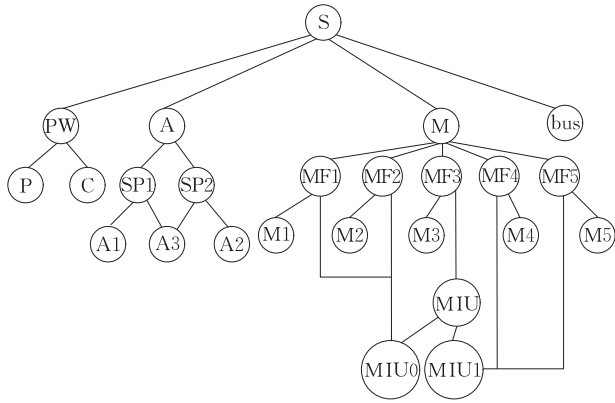 S
PW A M bus
P C SP1 SP2 MF1 MF2 MF3 MF4 MF5
A1 A3 A2 M1 M2 M3 M4 M5
MIU
MIU0 MIU1